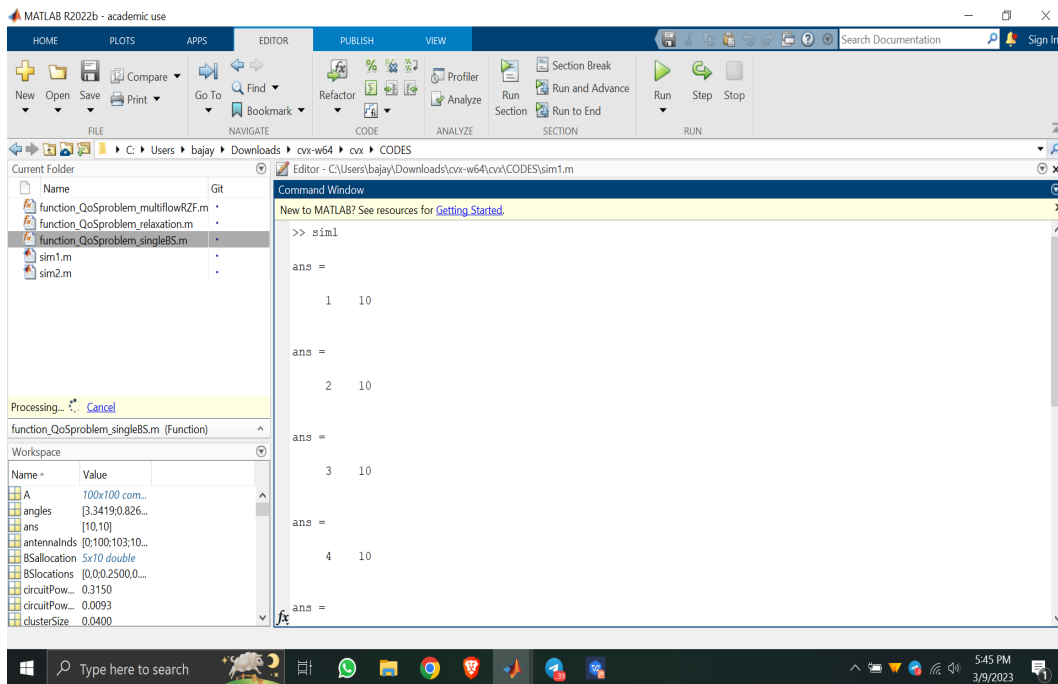 MATLAB R2022b - academic use
HOME PLOTS APPS EDITOR PUBLISH VIEW Search Documentation Sign In
New Open Save Compare Print Go To Find Bookmark Refactor Profiler Analyze Run Section Section Break Run and Advance Run to End Run Step Stop
FILE NAVIGATE CODE ANALYZE SECTION RUN
C: Users bajay Downloads cvx-w64 cvx CODES
Current Folder
Name Git
function_QoSproblem_multiflowRZF.m
function_QoSproblem_relaxation.m
function_QoSproblem_singleBS.m
sim1.m
sim2.m
Processing... Cancel
function_QoSproblem_singleBS.m (Function)
Workspace
Name Value
A 100x100 com...
angles [3.3419;0.826...
ans [10,10]
antennaInds [0;100;103;10...
BSallocation 5x10 double
BSlocations [0,0;0.2500,0....
circuitPow... 0.3150
circuitPow... 0.0093
clusterSize 0.0400
Editor - C:\Users\bajay\Downloads\cvx-w64\cvx\CODES\sim1.m
Command Window
New to MATLAB? See resources for Getting Started.
>> sim1
ans =
1 10
ans =
2 10
ans =
3 10
ans =
4 10
fx ans =
Type here to search
39
5:45 PM
3/9/2023
1